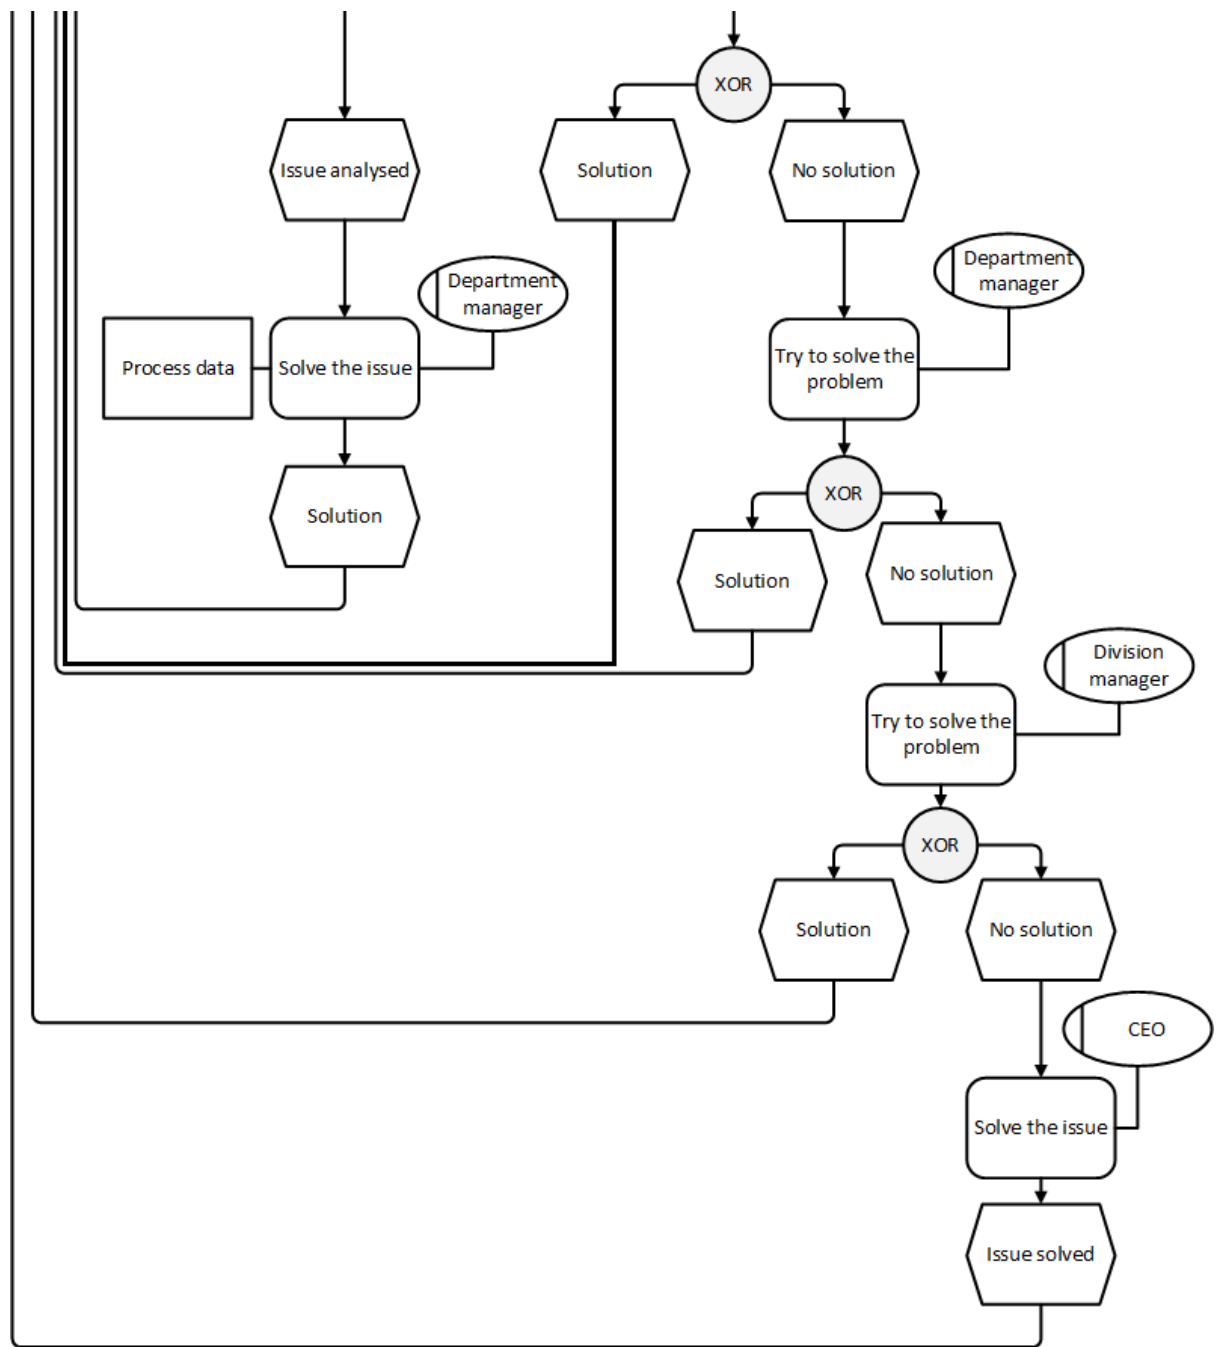 XOR
Issue analysed
Solution
No solution
Department
manager
Department
manager
Process data
Solve the issue
Try to solve the
problem
XOR
Solution
Solution
No solution
Division
manager
Try to solve the
problem
XOR
Solution
No solution
CEO
Solve the issue
Issue solved